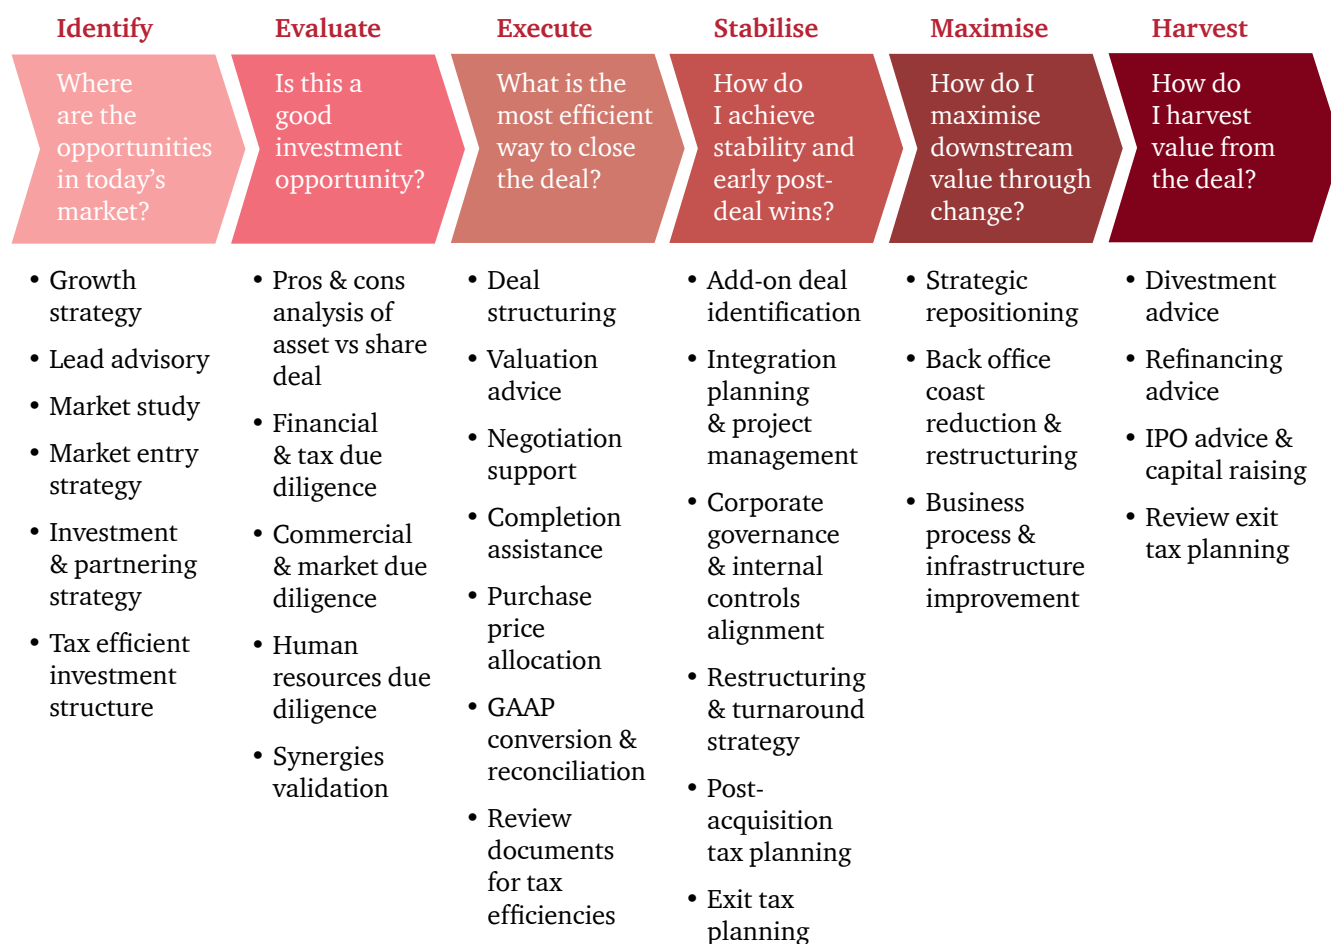 Identify
Where
are the
opportunities
in today's
market?
• Growth
strategy
• Lead advisory
• Market study
• Market entry
strategy
• Investment
& partnering
strategy
• Tax efficient
investment
structure
Evaluate
Is this a
good
investment
opportunity?
• Pros & cons
analysis of
asset vs share
deal
• Financial
& tax due
diligence
• Commercial
& market due
diligence
• Human
resources due
diligence
• Synergies
validation
Execute
What is the
most efficient
way to close
the deal?
• Deal
structuring
• Valuation
advice
• Negotiation
support
• Completion
assistance
• Purchase
price
allocation
• GAAP
conversion &
reconciliation
• Review
documents
for tax
efficiencies
Stabilise
How do
I achieve
stability and
early post-
deal wins?
• Add-on deal
identification
• Integration
planning
& project
management
• Corporate
governance
& internal
controls
alignment
• Restructuring
& turnaround
strategy
• Post-
acquisition
tax planning
• Exit tax
planning
Maximise
How do I
maximise
downstream
value through
change?
• Strategic
repositioning
• Back office
coast
reduction &
restructuring
• Business
process &
infrastructure
improvement
Harvest
How do
I harvest
value from
the deal?
• Divestment
advice
• Refinancing
advice
• IPO advice &
capital raising
• Review exit
tax planning